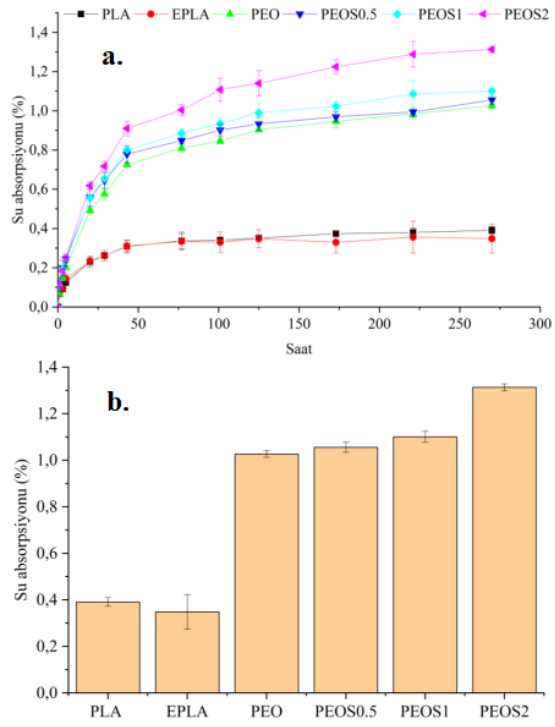 PLA EPLA PEO PEOS0.5 PEOS1 PEOS2
a.
1,4
1,2
1,0
0,8
0,6
0,4
0,2
0,0
Su absorpsiyonu (%)
0 50 100 150 200 250 300
Saat
b.
1,4
1,2
1,0
0,8
0,6
0,4
0,2
0,0
Su absorpsiyonu (%)
PLA EPLA PEO PEOS0.5 PEOS1 PEOS2